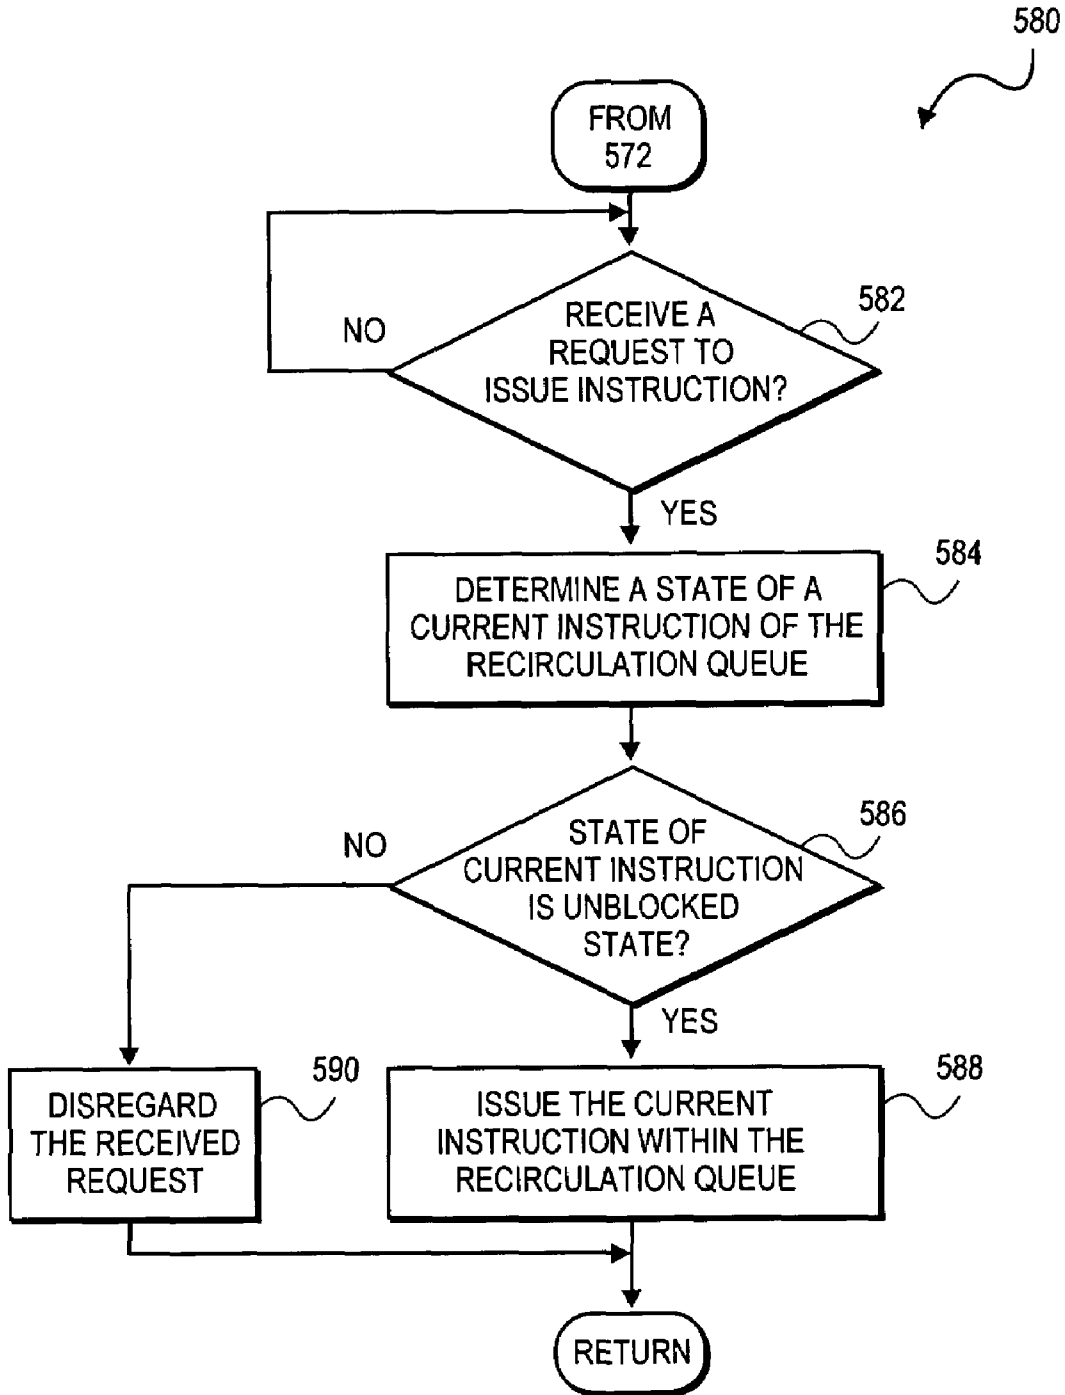 580
FROM
572
NO
RECEIVE A
REQUEST TO
ISSUE INSTRUCTION?
582
YES
DETERMINE A STATE OF A
CURRENT INSTRUCTION OF THE
RECIRCULATION QUEUE
584
NO
STATE OF
CURRENT INSTRUCTION
IS UNBLOCKED
STATE?
586
YES
DISREGARD
THE RECEIVED
REQUEST
590
ISSUE THE CURRENT
INSTRUCTION WITHIN THE
RECIRCULATION QUEUE
588
RETURN